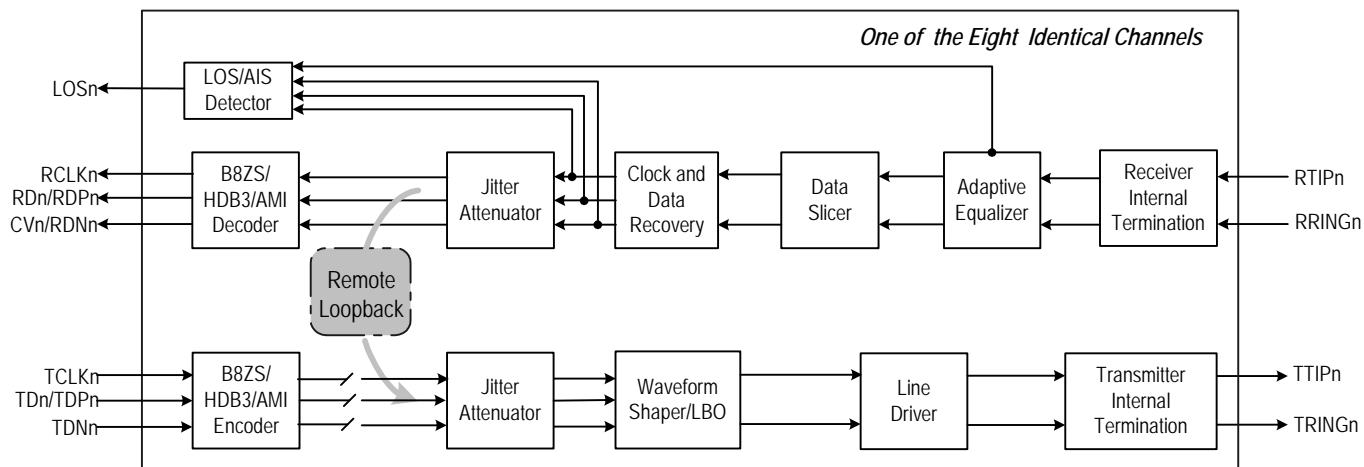 One of the Eight Identical Channels
LOSn
LOS/AIS
Detector
RCLKn
RDn/RDPn
CVn/RDNn
B8ZS/
HDB3/AMI
Decoder
Jitter
Attenuator
Clock and
Data
Recovery
Data
Slicer
Adaptive
Equalizer
Receiver
Internal
Termination
RTIPn
RRINGn
Remote
Loopback
TCLKn
TDn/TDPn
TDNn
B8ZS/
HDB3/AMI
Encoder
Jitter
Attenuator
Waveform
Shaper/LBO
Line
Driver
Transmitter
Internal
Termination
TTIPn
TRINGn